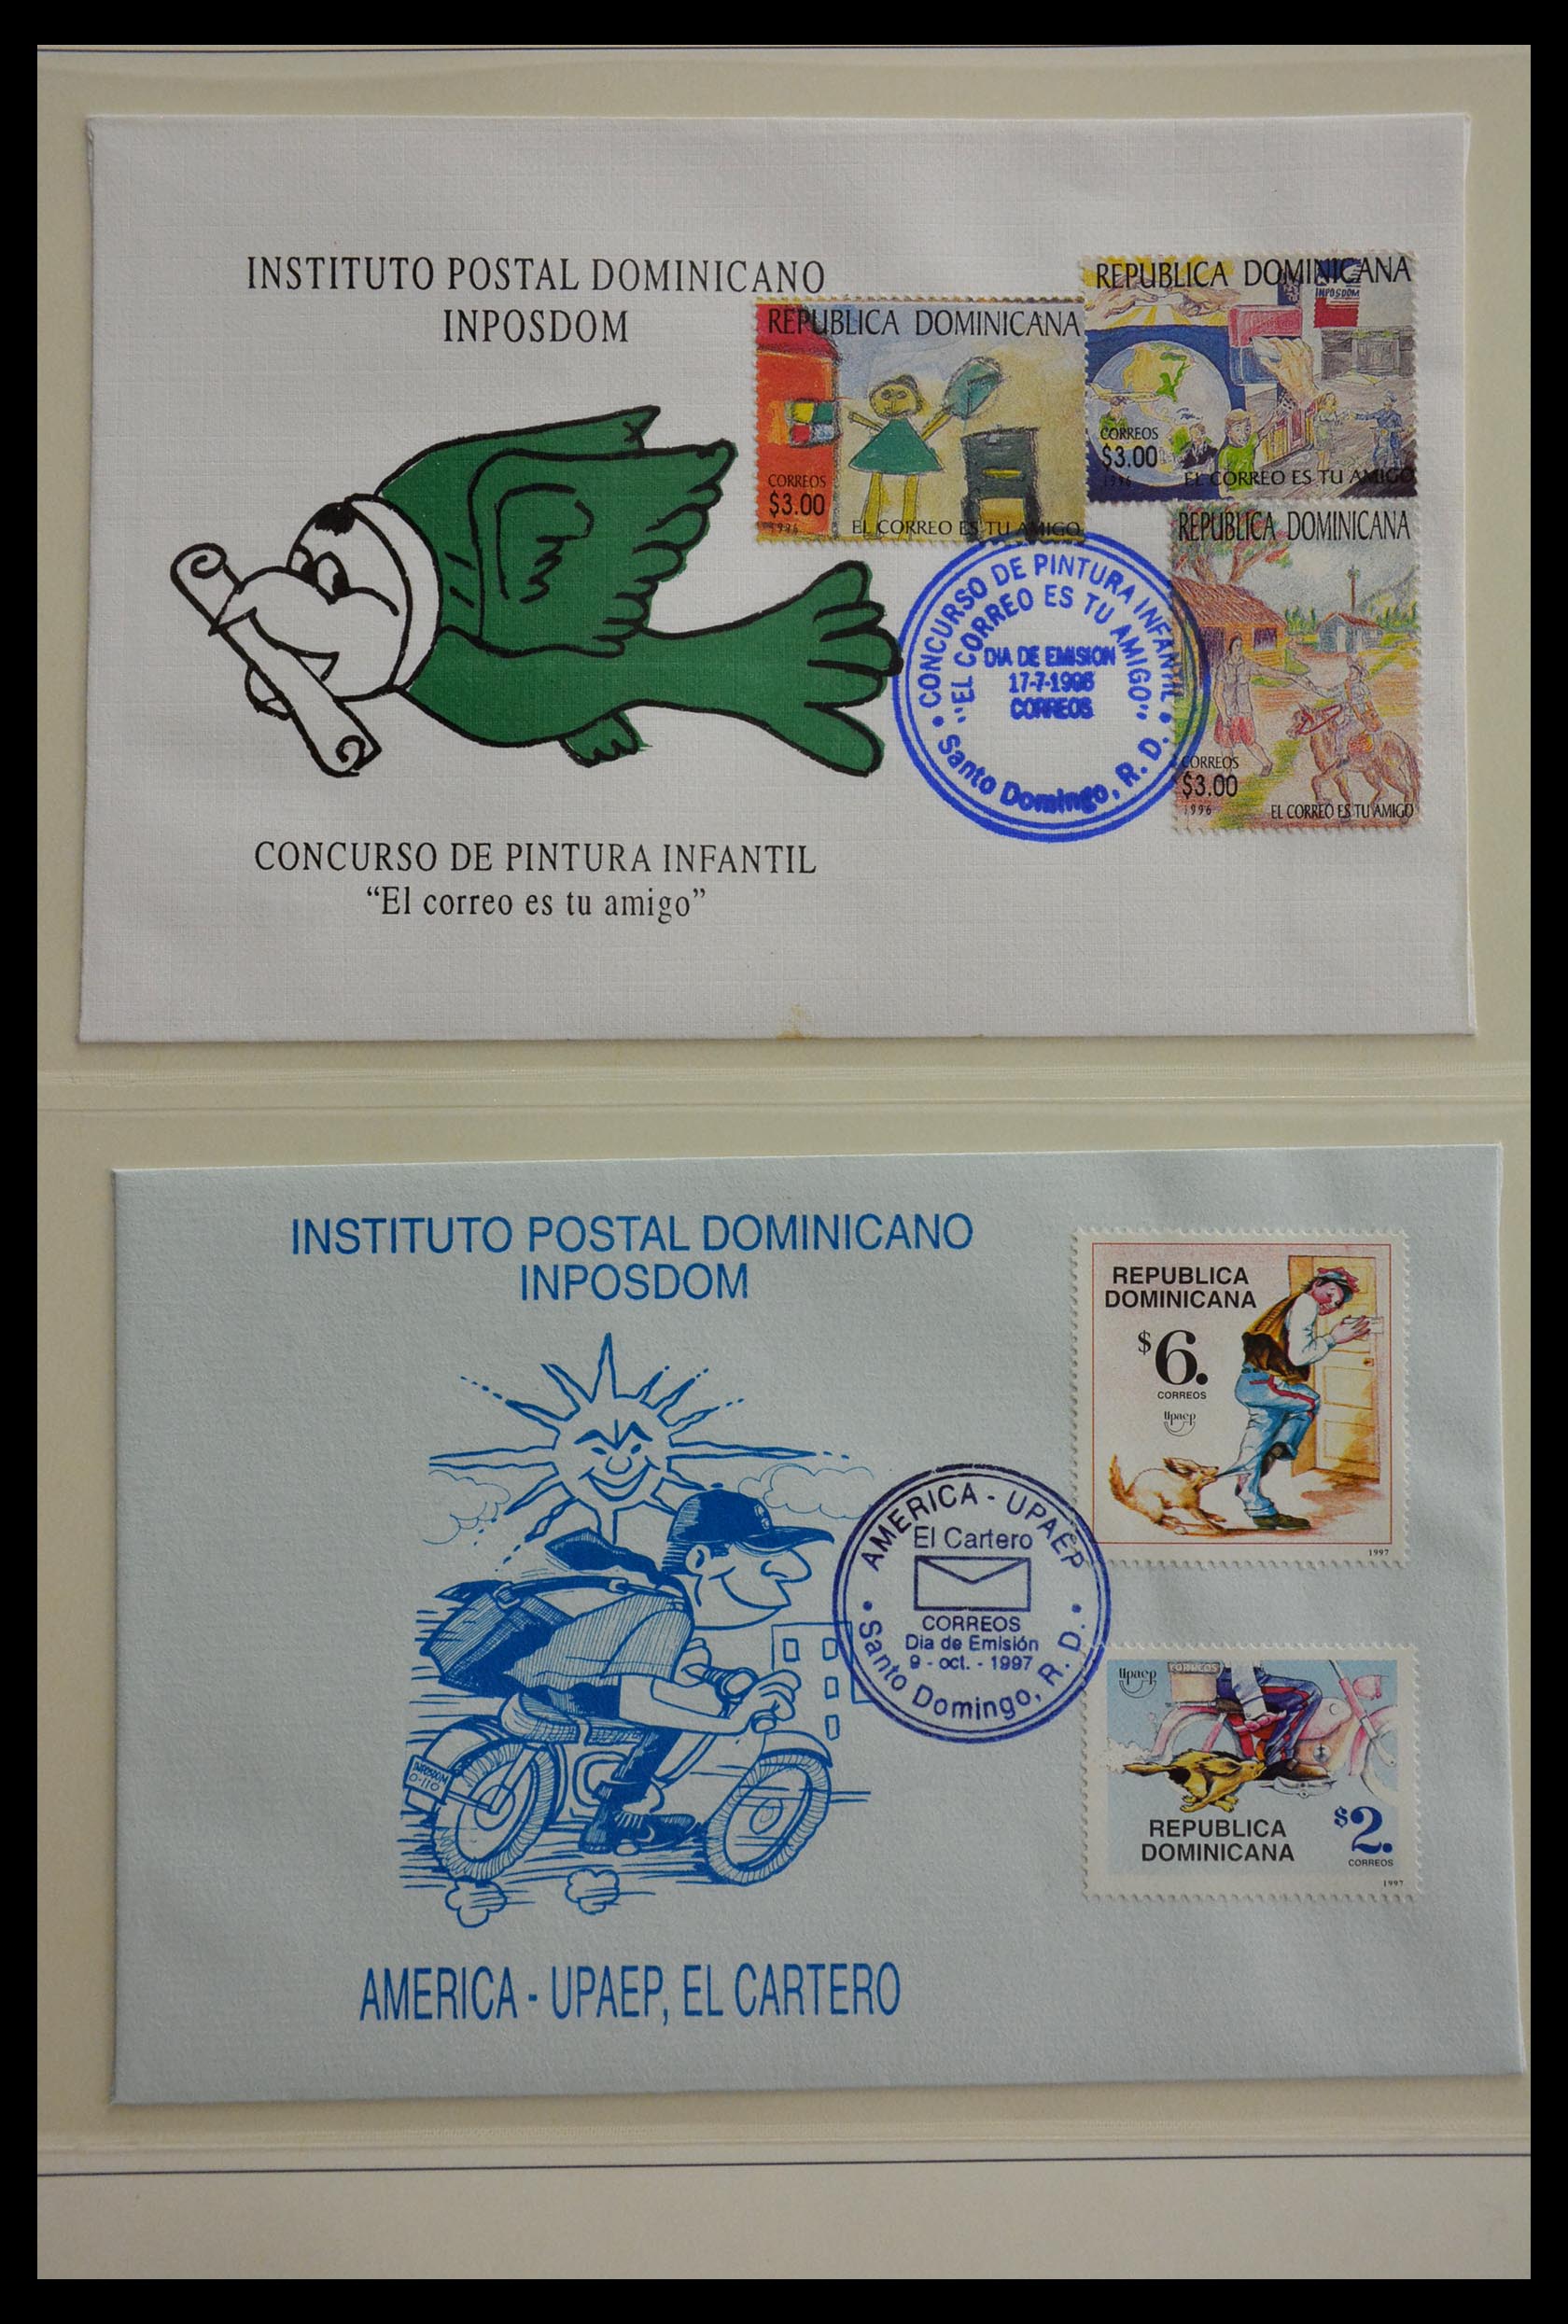 INSTITUTO POSTAL DOMINICANO
INPOSDOM
REPUBLICA DOMINICANA
CORREOS
$3.00
1996
EL CORREO ES TU AMIGO
REPUBLICA DOMINICANA
INPOSDOM
CORREOS
$3.00
1996
EL CORREO ES TU AMIGO
REPUBLICA DOMINICANA
CORREOS
$3.00
1996
EL CORREO ES TU AMIGO
CONCURSO DE PINTURA INFANTIL
"EL CORREO ES TU AMIGO"
DIA DE EMISION
17-7-1996
CORREOS
Santo Domingo, R. D.
CONCURSO DE PINTURA INFANTIL
“El correo es tu amigo”
INSTITUTO POSTAL DOMINICANO
INPOSDOM
REPUBLICA
DOMINICANA
$6.
CORREOS
Upaep
1997
AMERICA - UPAEP
El Cartero
CORREOS
Dia de Emisión
9 - oct. - 1997
Santo Domingo, R. D.
INPOSDOM
0-110
Upaep
CORREOS
REPUBLICA
DOMINICANA
$2.
CORREOS
1997
AMERICA - UPAEP, EL CARTERO